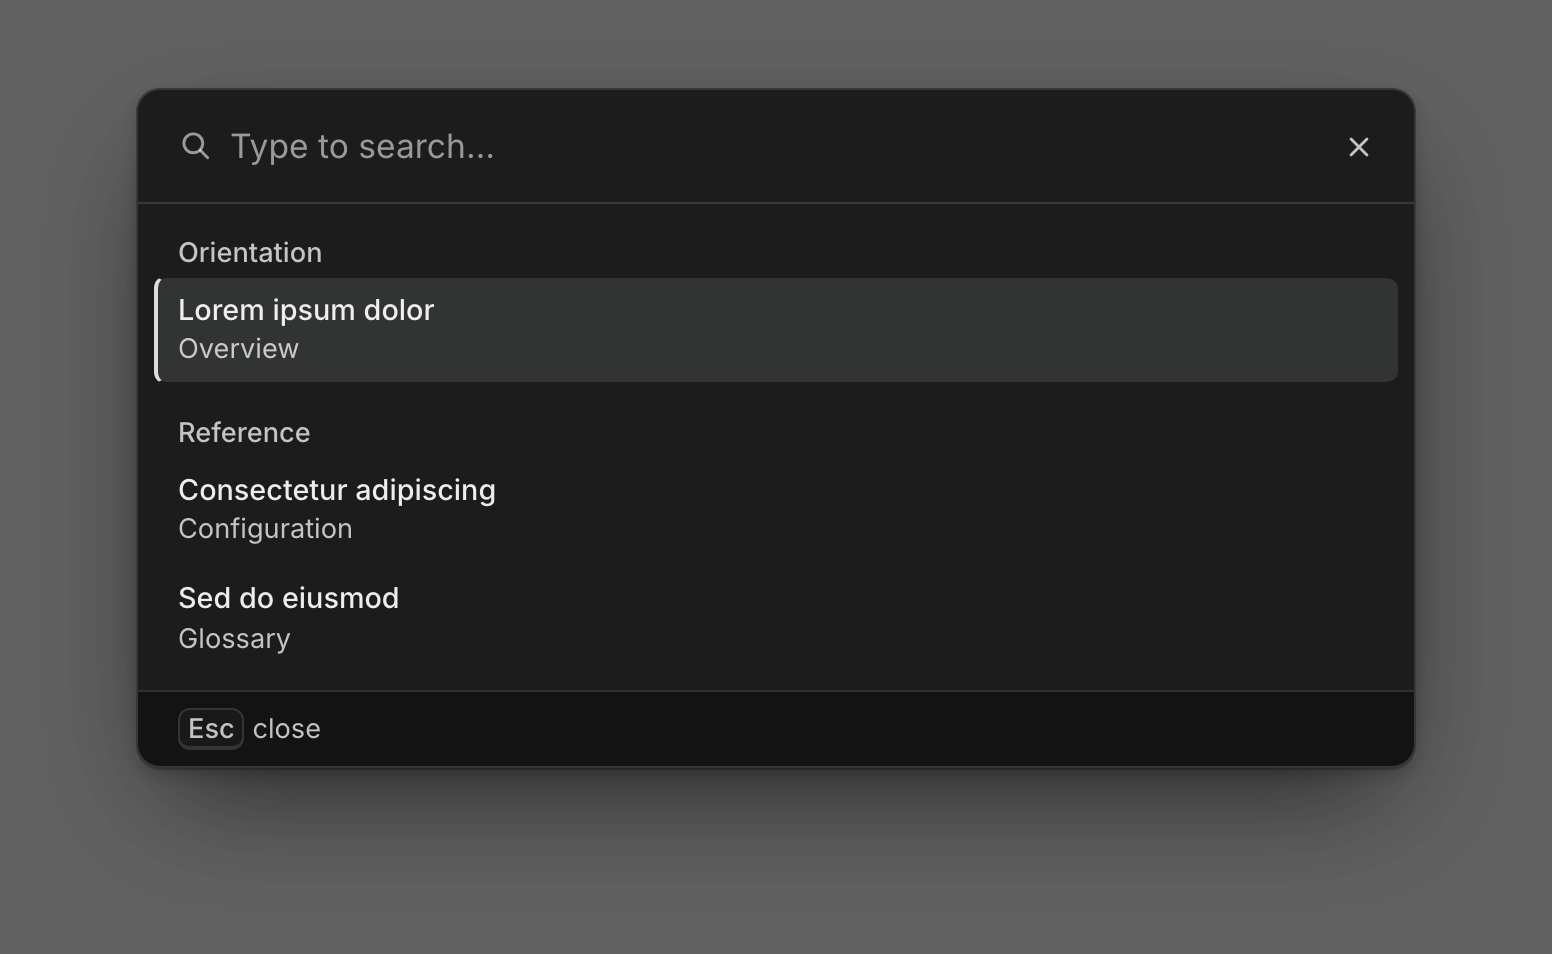 Type to search...
Orientation
Lorem ipsum dolor
Overview
Reference
Consectetur adipiscing
Configuration
Sed do eiusmod
Glossary
Esc close